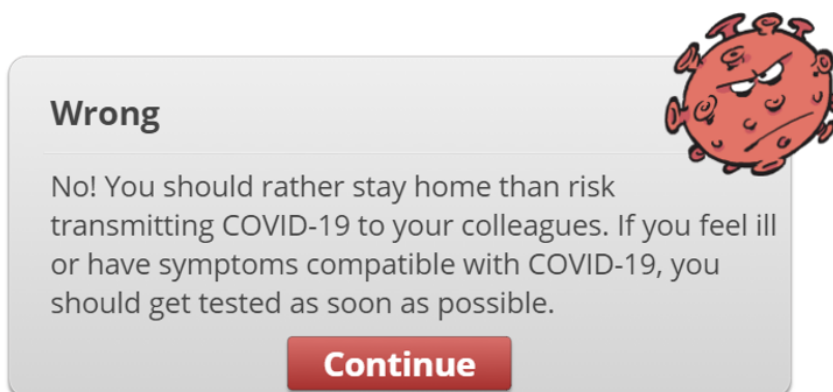 Wrong
No! You should rather stay home than risk
transmitting COVID-19 to your colleagues. If you feel ill
or have symptoms compatible with COVID-19, you
should get tested as soon as possible.
Continue